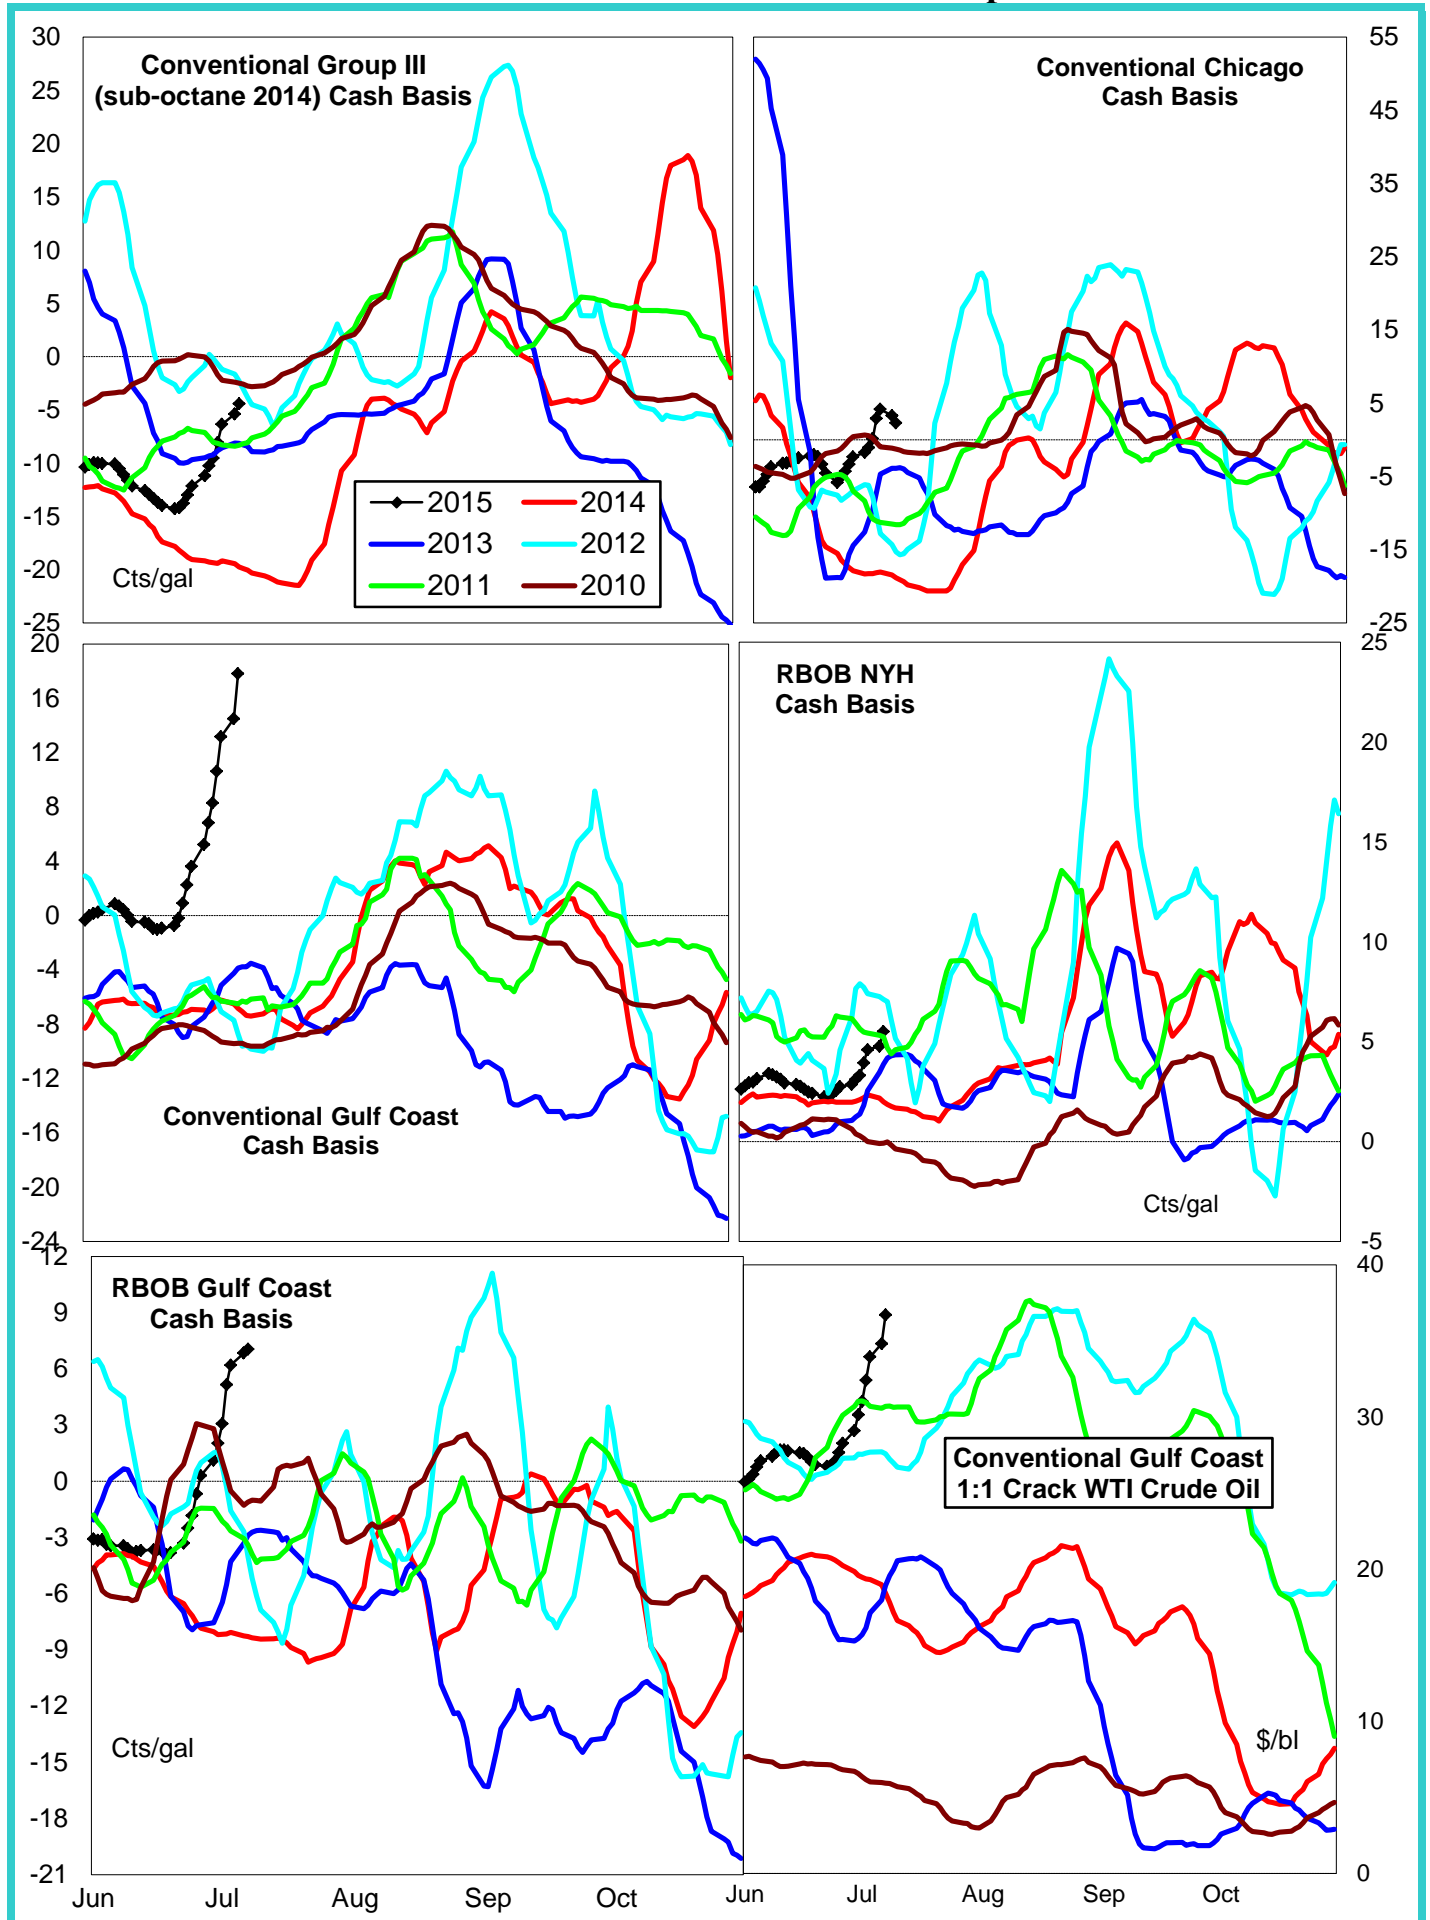 Conventional Group III
(sub-octane 2014) Cash Basis
30
25
20
15
10
5
0
-5
-10
-15
-20
-25
Cts/gal
2015
2014
2013
2012
2011
2010
Conventional Chicago
Cash Basis
55
45
35
25
15
5
-5
-15
-25
20
16
12
8
4
0
-4
-8
-12
-16
-20
-24
Conventional Gulf Coast
Cash Basis
RBOB NYH
Cash Basis
25
20
15
10
5
0
-5
Cts/gal
12
9
6
3
0
-3
-6
-9
-12
-15
-18
-21
RBOB Gulf Coast
Cash Basis
Cts/gal
Jun
Jul
Aug
Sep
Oct
40
30
20
10
0
Conventional Gulf Coast
1:1 Crack WTI Crude Oil
$/bl
Jun
Jul
Aug
Sep
Oct